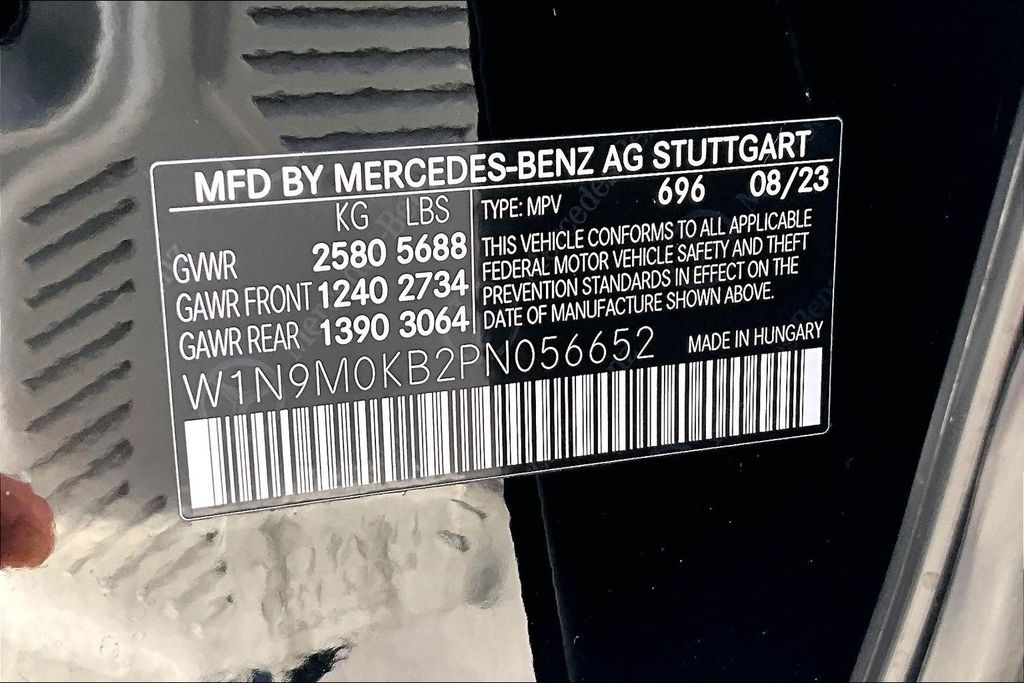 MFD BY MERCEDES-BENZ AG STUTTGART
KG LBS
GVWR 2580 5688
GAWR FRONT 1240 2734
GAWR REAR 1390 3064
TYPE: MPV 696 08/23
THIS VEHICLE CONFORMS TO ALL APPLICABLE
FEDERAL MOTOR VEHICLE SAFETY AND THEFT
PREVENTION STANDARDS IN EFFECT ON THE
DATE OF MANUFACTURE SHOWN ABOVE.
W1N9M0KB2PN056652 MADE IN HUNGARY